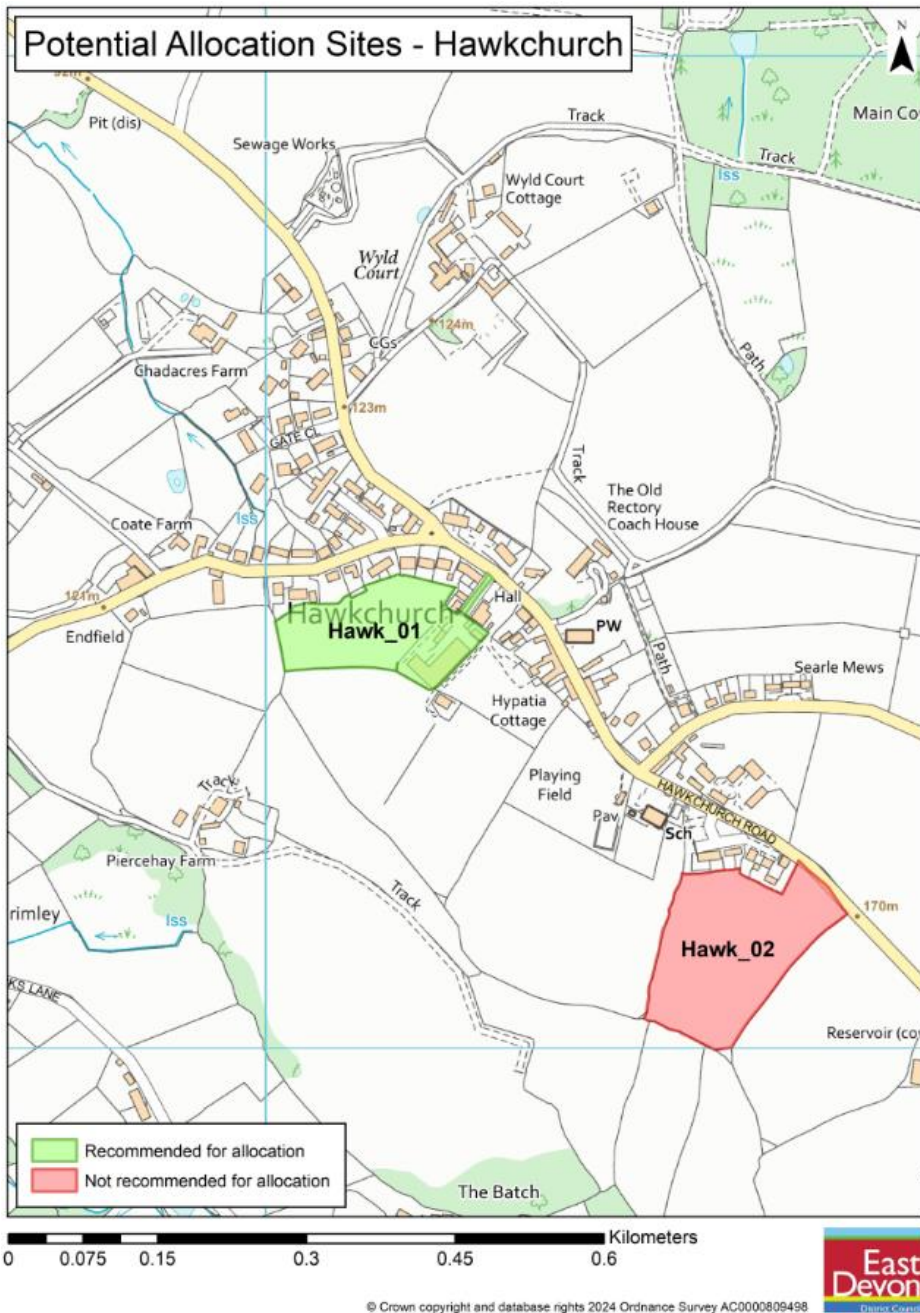 Potential Allocation Sites - Hawkchurch
N
92m
Pit (dis)
Track
Main Co
Sewage Works
Track
Iss
Wyld Court
Cottage
Wyld
Court
124m
CGs
Path
Chadacres Farm
123m
GATE CL
Track
The Old
Rectory
Coach House
Iss
Coate Farm
121m
Hall
Endfield
Hawkchurch
Hawk_01
PW
Path
Searle Mews
Hypatia
Cottage
Playing
Field
HAWKCHURCH ROAD
Track
Pav
Sch
Piercehay Farm
Track
170m
rimley
Iss
Hawk_02
KS LANE
Reservoir (co
Recommended for allocation
Not recommended for allocation
The Batch
Kilometers
0 0.075 0.15 0.3 0.45 0.6
East
Devon
District Council
© Crown copyright and database rights 2024 Ordnance Survey AC0000809498